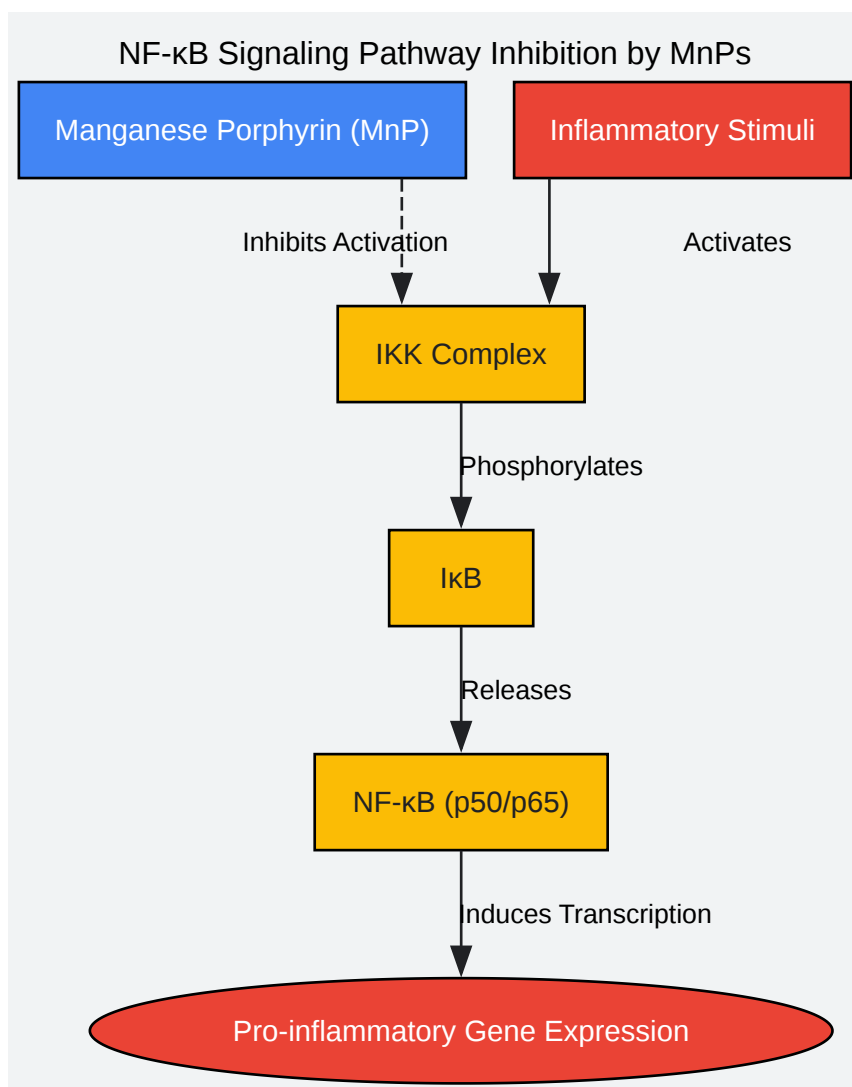 NF-κB Signaling Pathway Inhibition by MnPs
Manganese Porphyrin (MnP)
Inflammatory Stimuli
Inhibits Activation
Activates
IKK Complex
Phosphorylates
IκB
Releases
NF-κB (p50/p65)
Induces Transcription
Pro-inflammatory Gene Expression